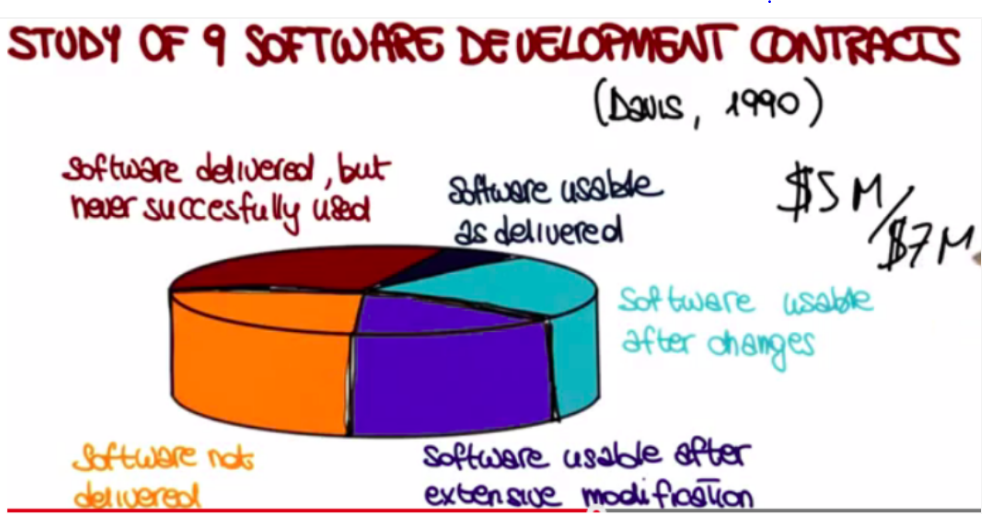 STUDY OF 9 SOFTWARE DEVELOPMENT CONTRACTS
(Davis, 1990)
software delivered, but
never succesfully used
software usable
as delivered
$5M/
$7M
software usable
after changes
software not
delivered
software usable after
extensive modification